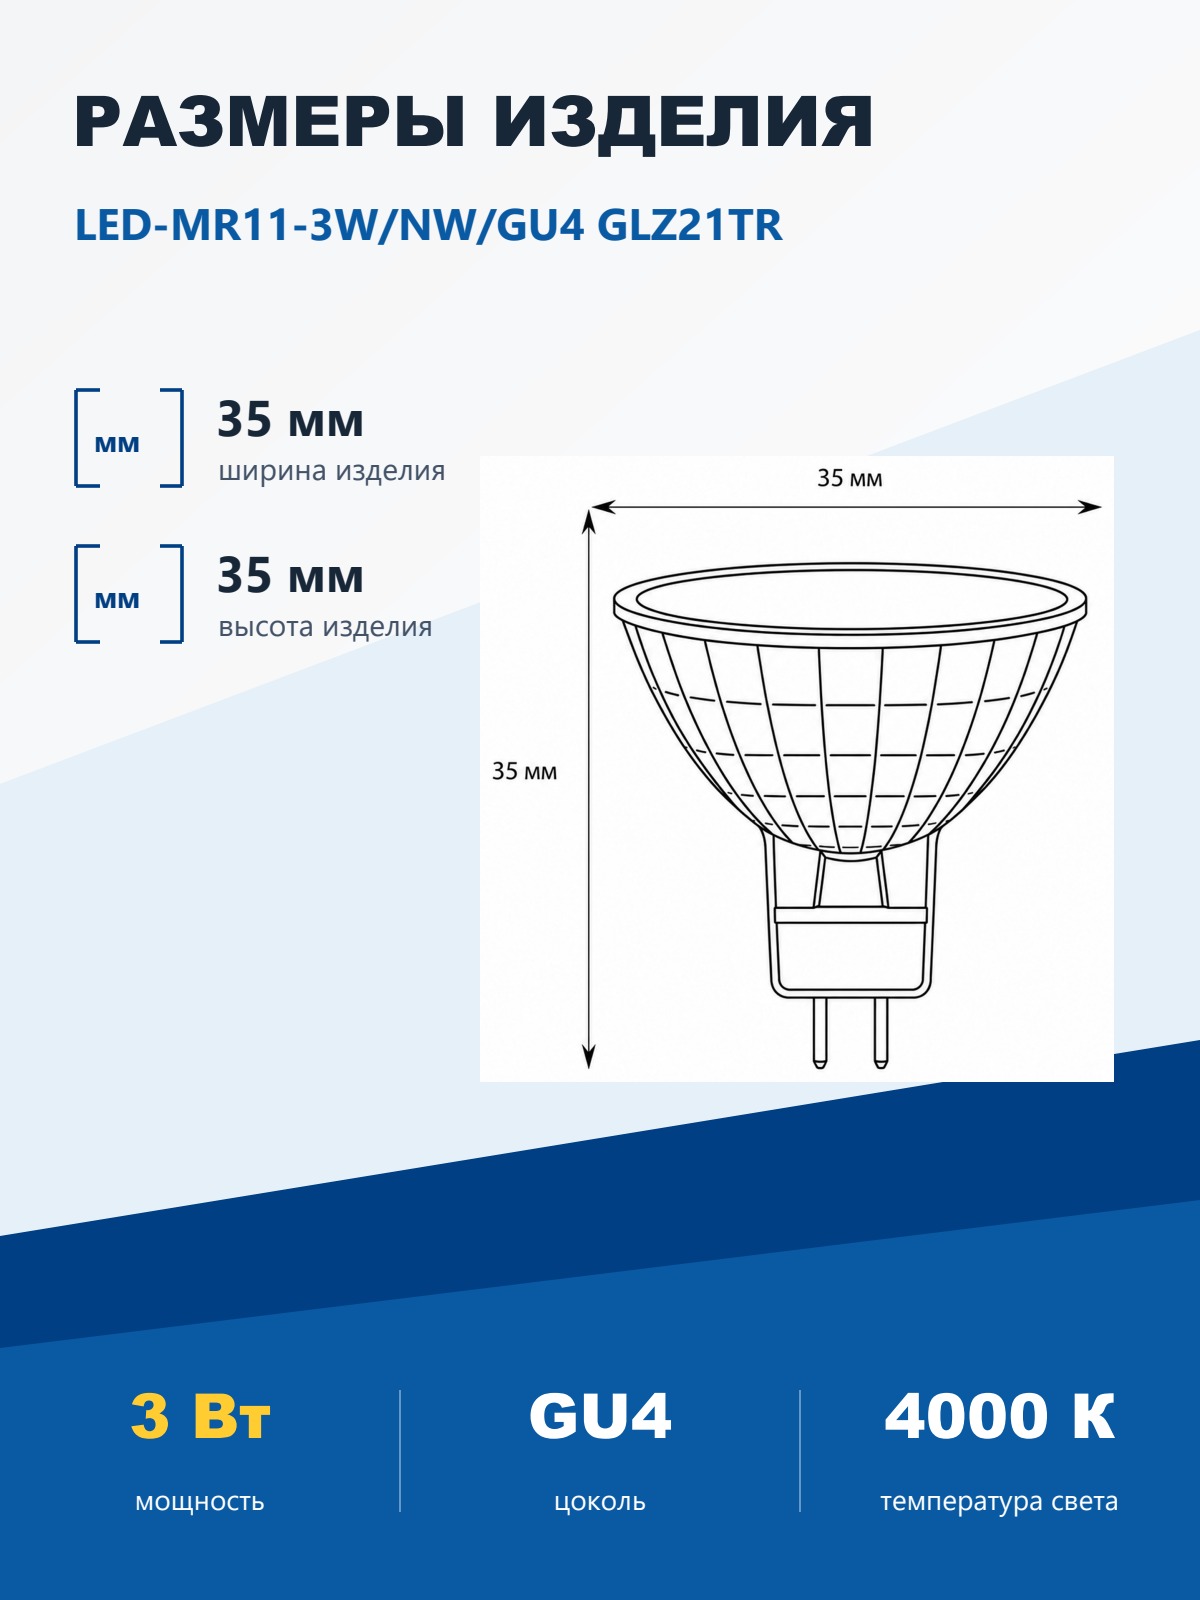 РАЗМЕРЫ ИЗДЕЛИЯ
LED-MR11-3W/NW/GU4 GLZ21TR
мм
35 мм
ширина изделия
мм
35 мм
высота изделия
35 мм
35 мм
3 Вт
мощность
GU4
цоколь
4000 К
температура света